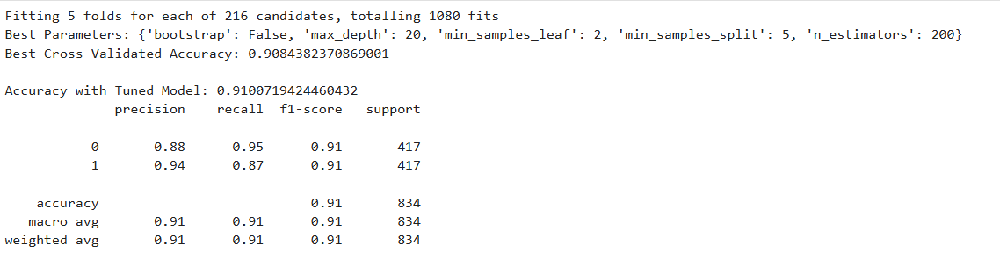 Fitting 5 folds for each of 216 candidates, totalling 1080 fits
Best Parameters: {'bootstrap': False, 'max_depth': 20, 'min_samples_leaf': 2, 'min_samples_split': 5, 'n_estimators': 200}
Best Cross-Validated Accuracy: 0.9084382370869001
Accuracy with Tuned Model: 0.9100719424460432
precision recall f1-score support
0 0.88 0.95 0.91 417
1 0.94 0.87 0.91 417
accuracy 0.91 834
macro avg 0.91 0.91 0.91 834
weighted avg 0.91 0.91 0.91 834